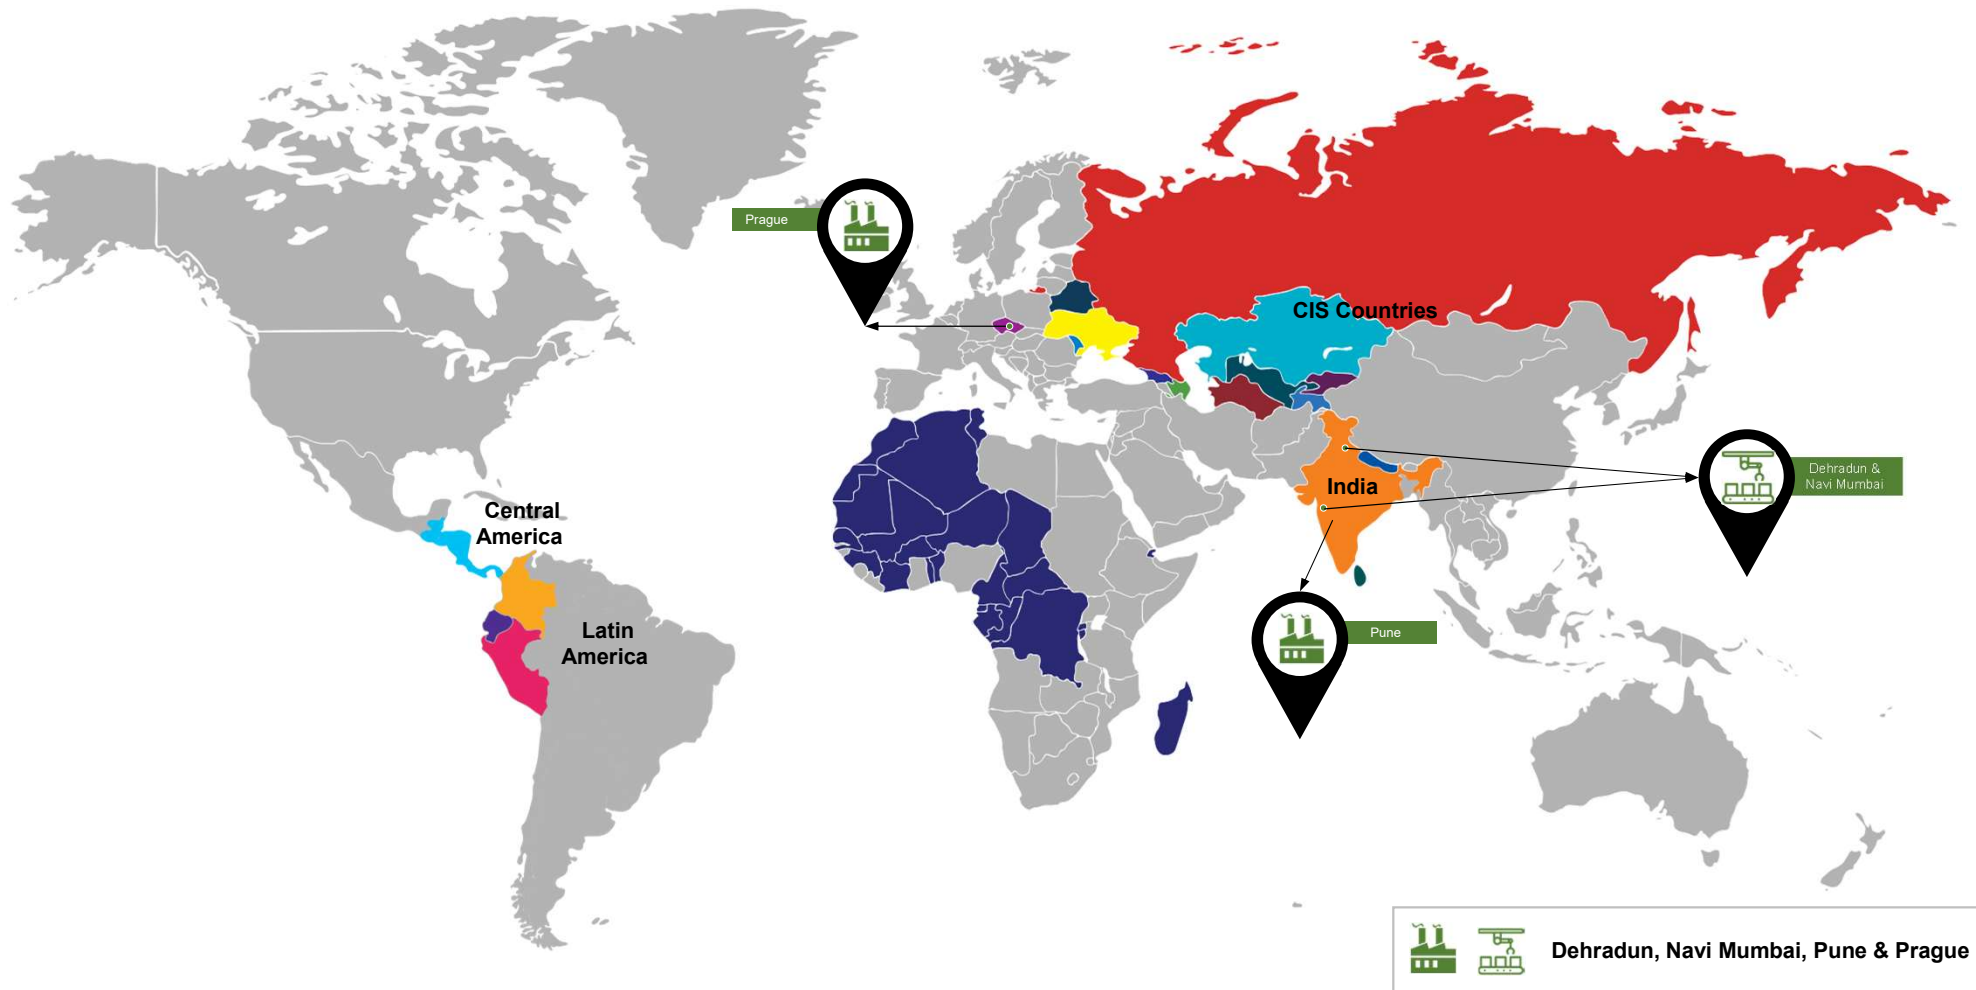 Prague
CIS Countries
Dehradun &
Navi Mumbai
India
Central
America
Latin
America
Pune
Dehradun, Navi Mumbai, Pune & Prague